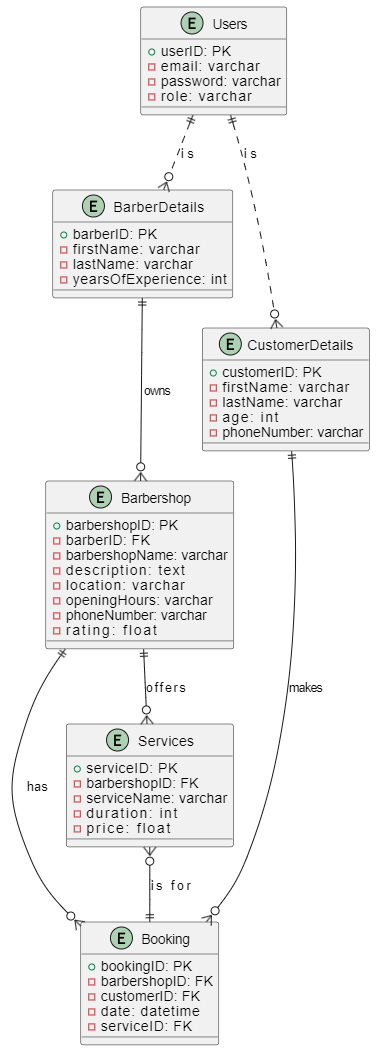 E Users
userID: PK
email: varchar
password: varchar
role: varchar
is
is
E BarberDetails
barberID: PK
firstName: varchar
lastName: varchar
yearsOfExperience: int
E CustomerDetails
customerID: PK
firstName: varchar
lastName: varchar
age: int
phoneNumber: varchar
owns
E Barbershop
barbershopID: PK
barberID: FK
barbershopName: varchar
description: text
location: varchar
openingHours: varchar
phoneNumber: varchar
rating: float
offers
makes
E Services
serviceID: PK
barbershopID: FK
serviceName: varchar
duration: int
price: float
has
is for
E Booking
bookingID: PK
barbershopID: FK
customerID: FK
date: datetime
serviceID: FK